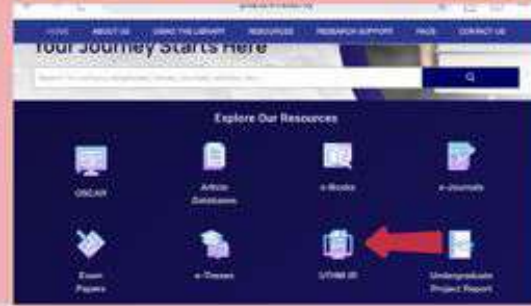 HOME ABOUT US USING THE LIBRARY RESOURCES RESEARCH SUPPORT FAQS CONTACT US
Your Journey Starts Here
Explore Our Resources
OSCAR
Article
Databases
e-Books
e-Journals
Exam
Papers
e-Theses
UTHM IR
Undergraduate
Project Report